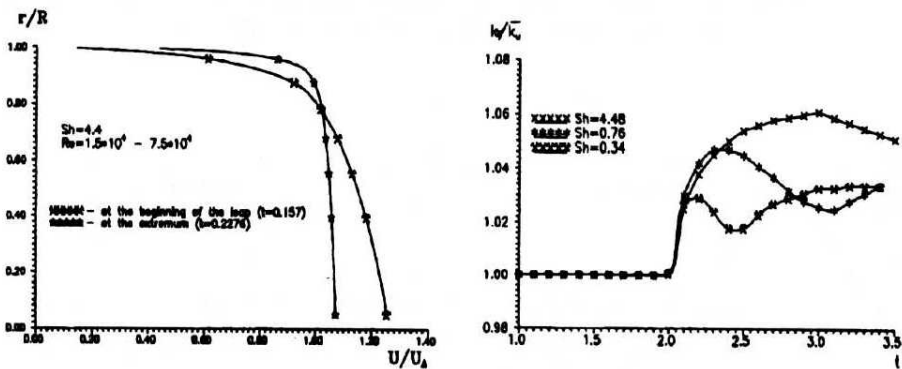 r/R
1.00
0.80
0.60
0.40
0.20
0.00
Sh=4.4
Re=1.5*10⁴ - 7.5*10⁴
- at the beginning of the loop (t=0.157)
- at the extremum (t=0.2276)
0.00 0.20 0.40 0.60 0.80 1.00 1.20 1.40
U/U
1.08
1.06
1.04
1.02
1.00
0.98
Sh=4.48
Sh=0.76
Sh=0.34
1.0 1.5 2.0 2.5 3.0 3.5
t